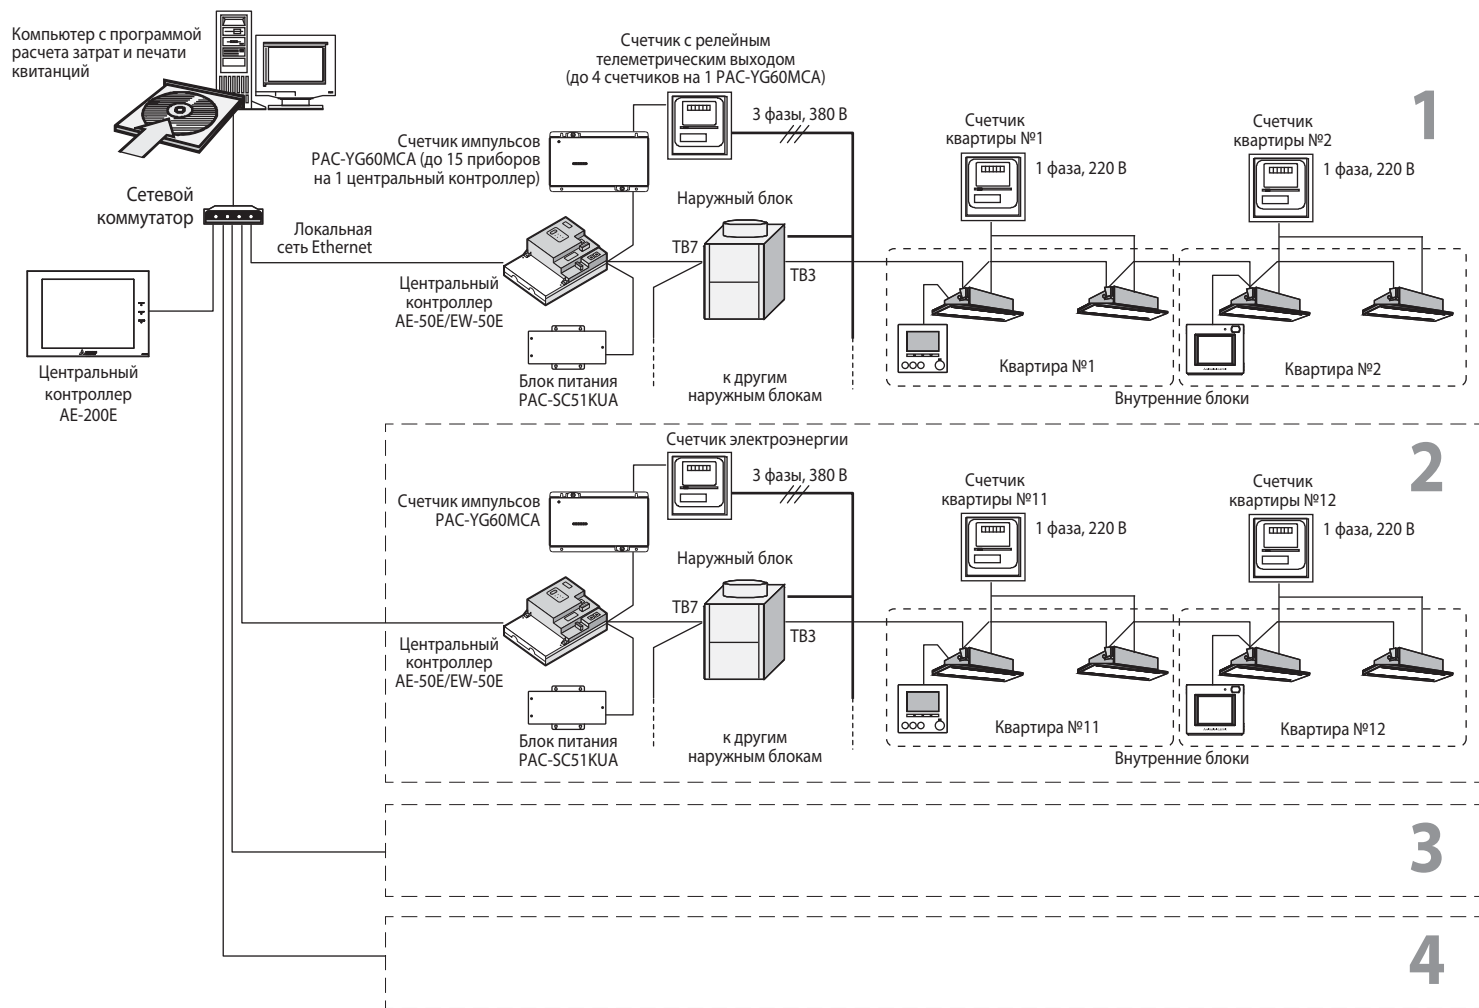 Компьютер с программой
расчета затрат и печати
квитанций
Сетевой
коммутатор
Локальная
сеть Ethernet
Центральный
контроллер
AE-200E
Счетчик с релейным
телеметрическим выходом
(до 4 счетчиков на 1 PAC-YG60MCA)
3 фазы, 380 В
Счетчик импульсов
PAC-YG60MCA (до 15 приборов
на 1 центральный контроллер)
Наружный блок
TB7
TB3
Центральный
контроллер
AE-50E/EW-50E
Блок питания
PAC-SC51KUA
к другим
наружным блокам
Счетчик
квартиры №1
1 фаза, 220 В
Счетчик
квартиры №2
1 фаза, 220 В
1
Квартира №1
Квартира №2
Внутренние блоки
Счетчик электроэнергии
3 фазы, 380 В
Счетчик импульсов
PAC-YG60MCA
Наружный блок
TB7
TB3
Центральный
контроллер
AE-50E/EW-50E
Блок питания
PAC-SC51KUA
к другим
наружным блокам
Счетчик
квартиры №11
1 фаза, 220 В
Счетчик
квартиры №12
1 фаза, 220 В
2
Квартира №11
Квартира №12
Внутренние блоки
3
4